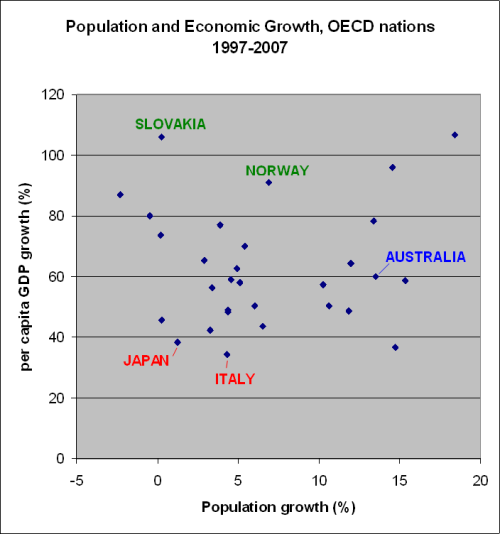 Population and Economic Growth, OECD nations
1997-2007
per capita GDP growth (%)
120
100
80
60
40
20
0
SLOVAKIA
NORWAY
AUSTRALIA
JAPAN
ITALY
-5
0
5
10
15
20
Population growth (%)